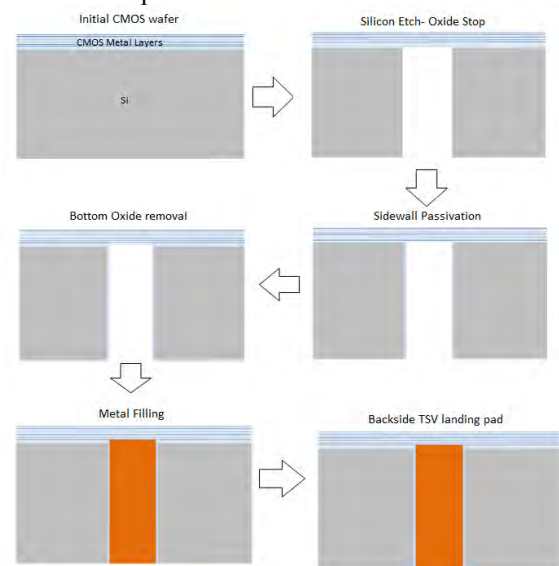 Initial CMOS wafer
CMOS Metal Layers
Si
Silicon Etch- Oxide Stop
Sidewall Passivation
Bottom Oxide removal
Metal Filling
Backside TSV landing pad